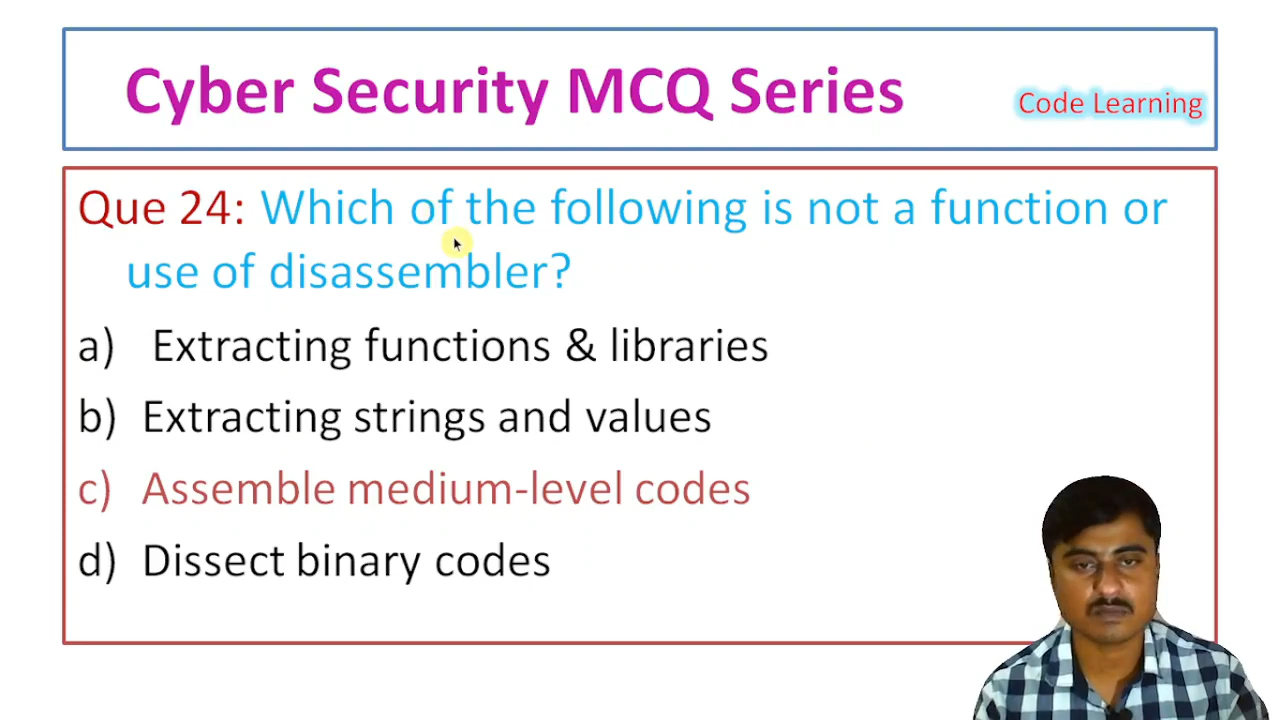 Cyber Security MCQ Series
Code Learning
Que 24: Which of the following is not a function or
use of disassembler?
a) Extracting functions & libraries
b) Extracting strings and values
c) Assemble medium-level codes
d) Dissect binary codes